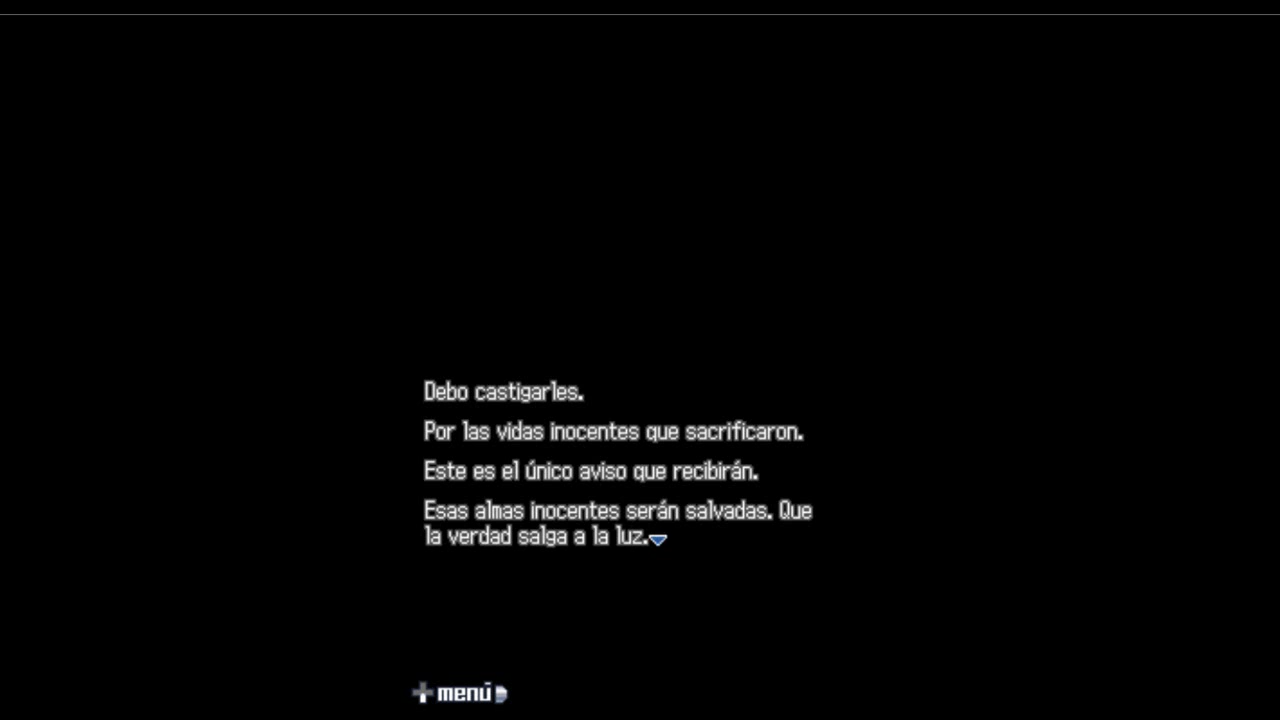 Debo castigarles.
Por las vidas inocentes que sacrificaron.
Este es el único aviso que recibirán.
Esas almas inocentes serán salvadas. Que
la verdad salga a la luz.
menú